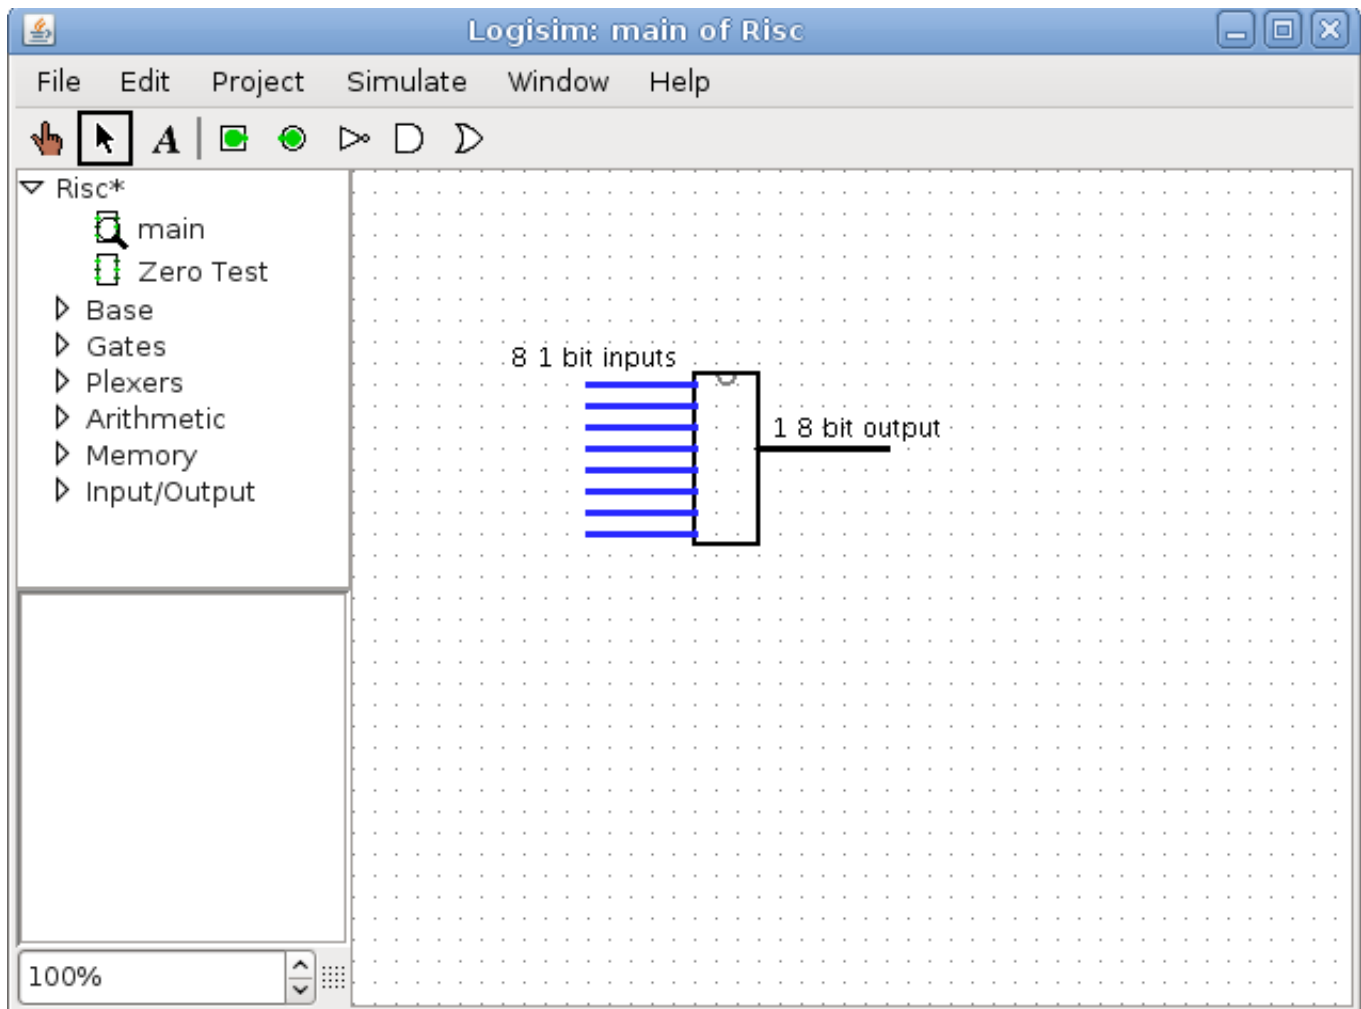 Logisim: main of Risc
File Edit Project Simulate Window Help
A
Risc*
main
Zero Test
Base
Gates
Plexers
Arithmetic
Memory
Input/Output
8 1 bit inputs
1 8 bit output
100%